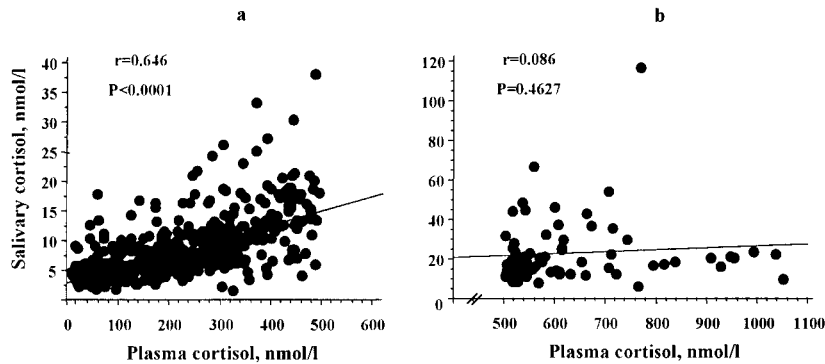 a
r=0.646
P<0.0001
Salivary cortisol, nmol/l
40
35
30
25
20
15
10
5
0 100 200 300 400 500 600
Plasma cortisol, nmol/l
b
r=0.086
P=0.4627
120
100
80
60
40
20
0
500 600 700 800 900 1000 1100
Plasma cortisol, nmol/l